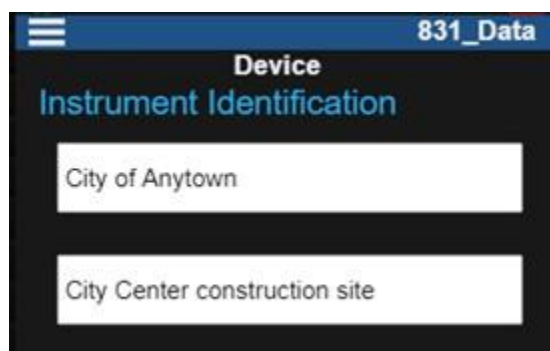 831_Data
Device
Instrument Identification
City of Anytown
City Center construction site